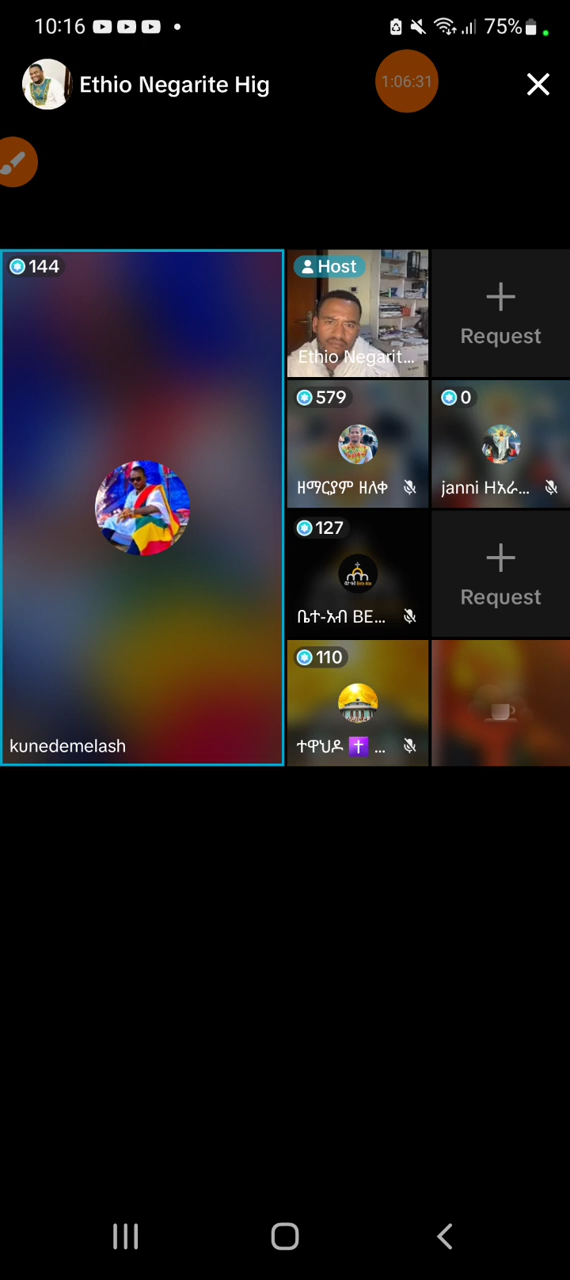 10:16
75%
Ethio Negarite Hig
1:06:31
144
Host
Ethio Negarit...
Request
579
ዘማርያም ዘለቀ
0
janni Hአራ...
127
ቤተ-አብ BE...
Request
110
ተዋህዶ ✝️ ...
kunedemelash